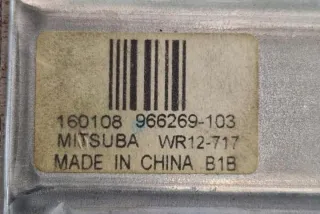 160108 966269-103
MITSUBA WR12-717
MADE IN CHINA B1B